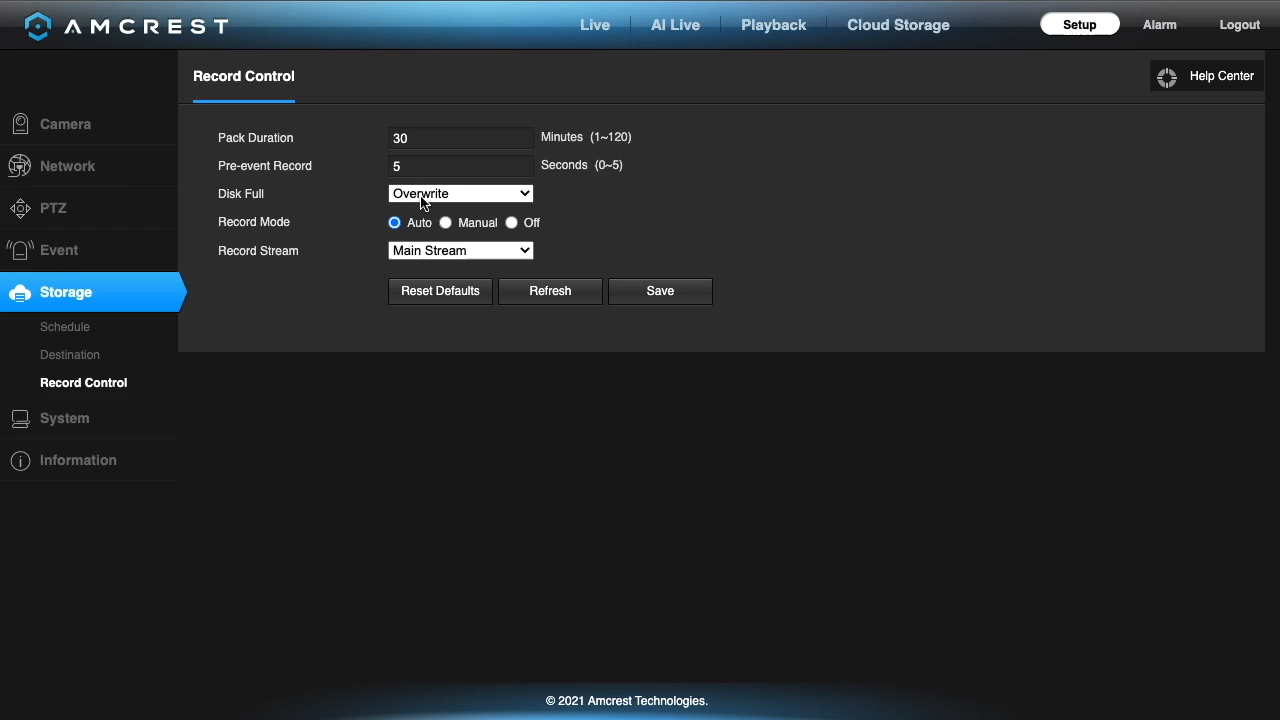 AMCREST
Live
AI Live
Playback
Cloud Storage
Setup
Alarm
Logout
Record Control
Help Center
Camera
Network
PTZ
Event
Storage
Schedule
Destination
Record Control
System
Information
Pack Duration 30 Minutes (1~120)
Pre-event Record 5 Seconds (0~5)
Disk Full Overwrite
Record Mode Auto Manual Off
Record Stream Main Stream
Reset Defaults Refresh Save
© 2021 Amcrest Technologies.